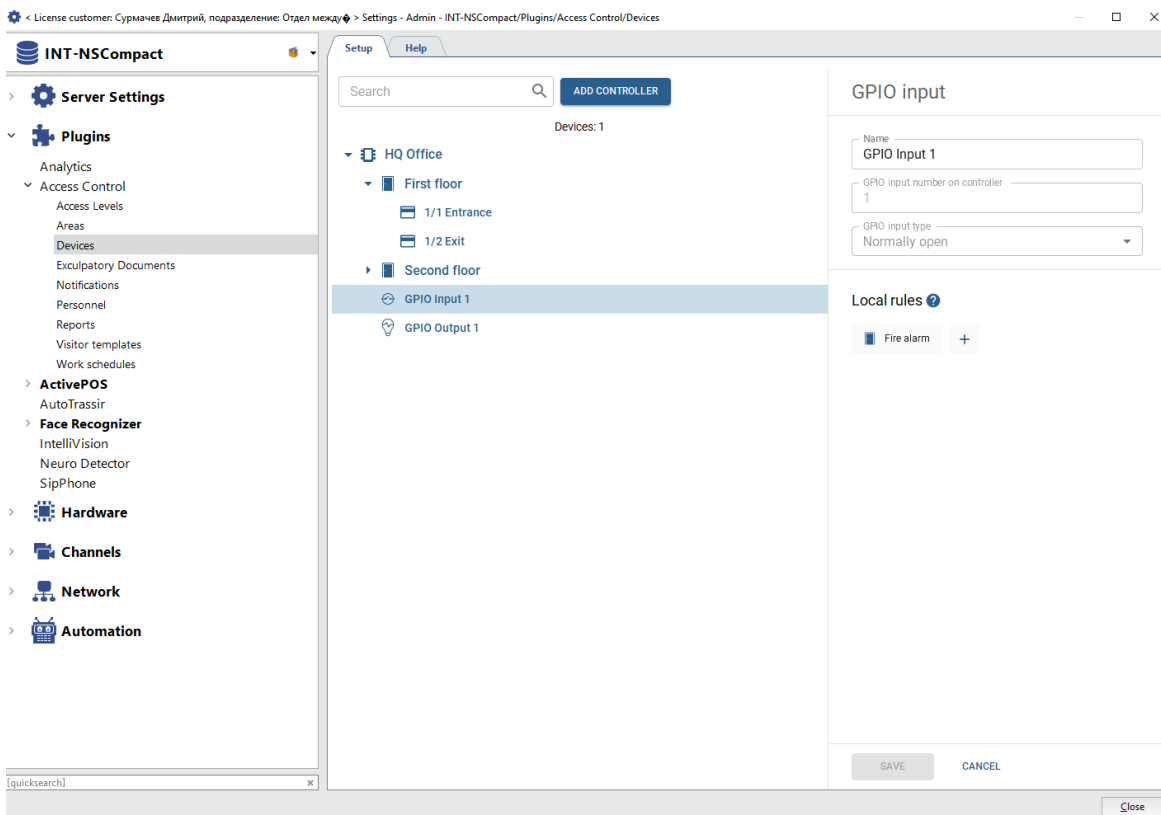 < License customer: Сурмачев Дмитрий, подразделение: Отдел между� > Settings - Admin - INT-NSCompact/Plugins/Access Control/Devices
INT-NSCompact
Server Settings
Plugins
Analytics
Access Control
Access Levels
Areas
Devices
Exculpatory Documents
Notifications
Personnel
Reports
Visitor templates
Work schedules
ActivePOS
AutoTrassir
Face Recognizer
IntelliVision
Neuro Detector
SipPhone
Hardware
Channels
Network
Automation
[quicksearch]
Setup
Help
Search
ADD CONTROLLER
Devices: 1
HQ Office
First floor
1/1 Entrance
1/2 Exit
Second floor
GPIO Input 1
GPIO Output 1
GPIO input
Name
GPIO Input 1
GPIO input number on controller
1
GPIO input type
Normally open
Local rules ?
Fire alarm +
SAVE CANCEL
Close